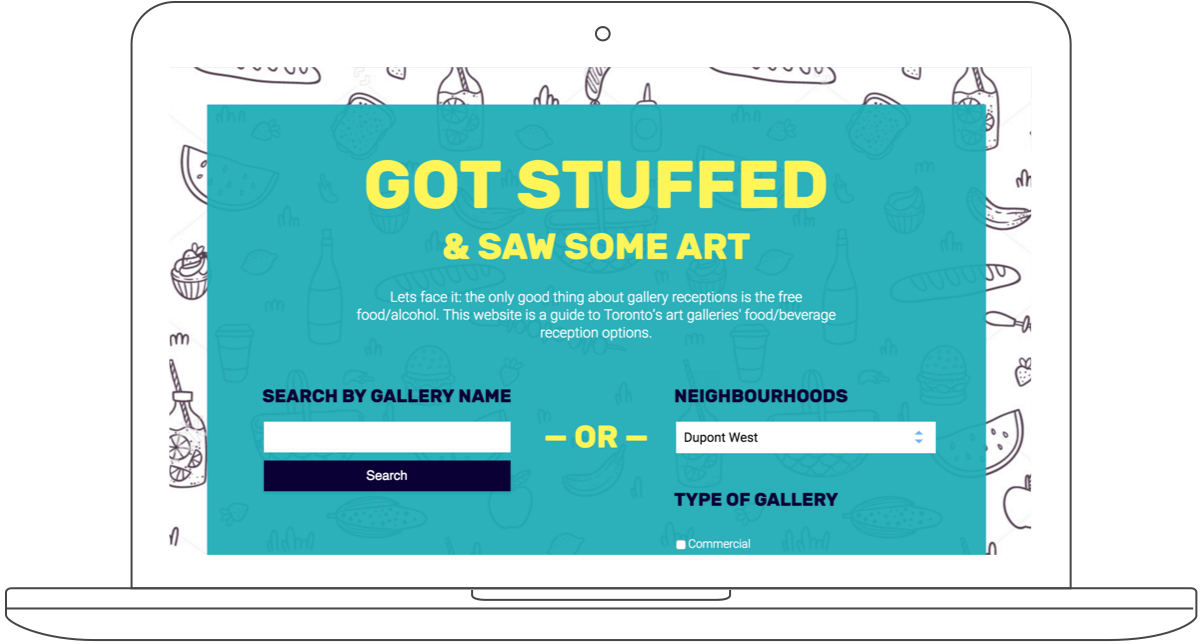 GOT STUFFED
& SAW SOME ART
Lets face it: the only good thing about gallery receptions is the free
food/alcohol. This website is a guide to Toronto's art galleries' food/beverage
reception options.
SEARCH BY GALLERY NAME
Search
— OR —
NEIGHBOURHOODS
Dupont West
TYPE OF GALLERY
Commercial